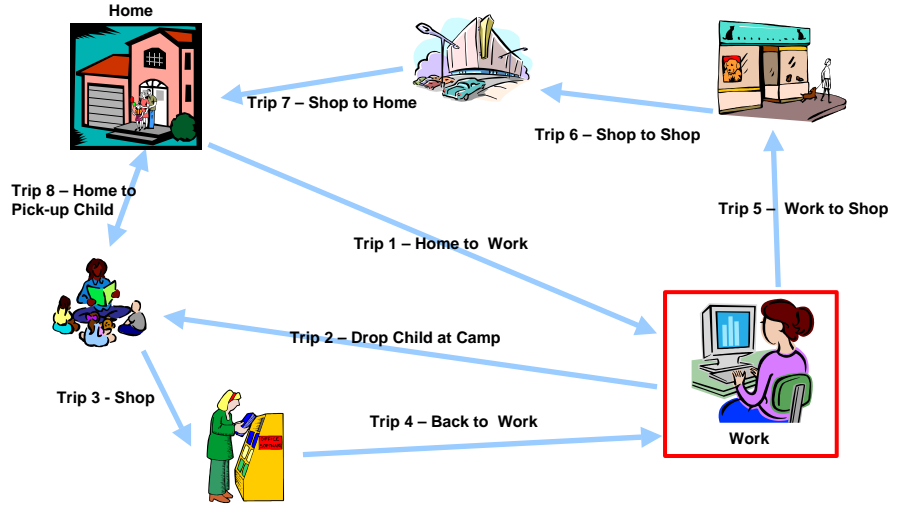 Home
Trip 7 – Shop to Home
Trip 6 – Shop to Shop
Trip 8 – Home to
Pick-up Child
Trip 5 – Work to Shop
Trip 1 – Home to Work
Trip 2 – Drop Child at Camp
Trip 3 - Shop
Trip 4 – Back to Work
Work